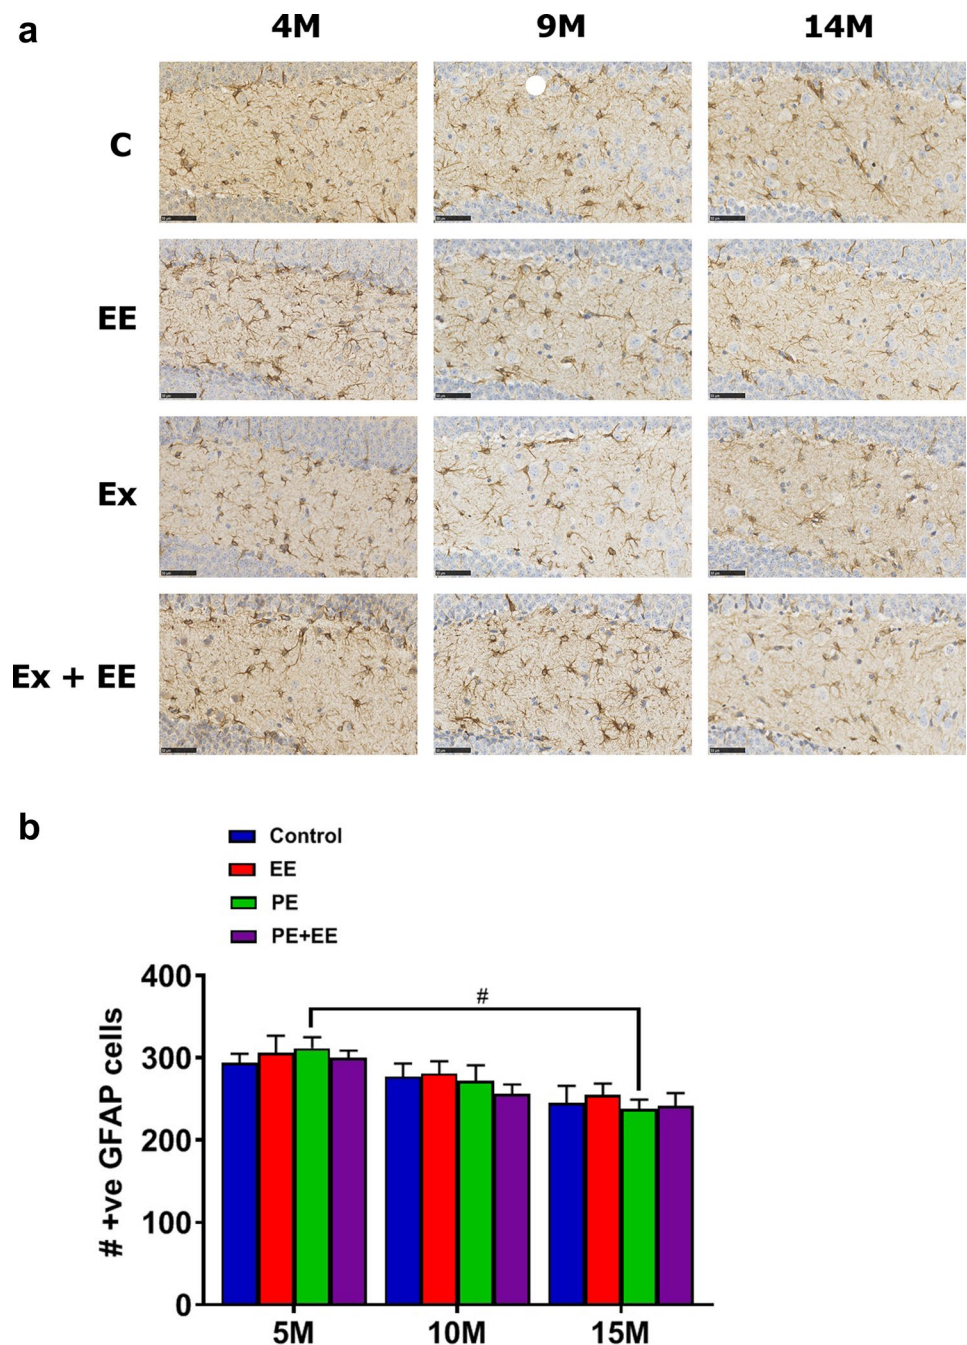 a
4M 9M 14M
C
EE
Ex
Ex + EE
b
Control
EE
PE
PE+EE
# +ve GFAP cells
400
300
200
100
0
#
5M 10M 15M